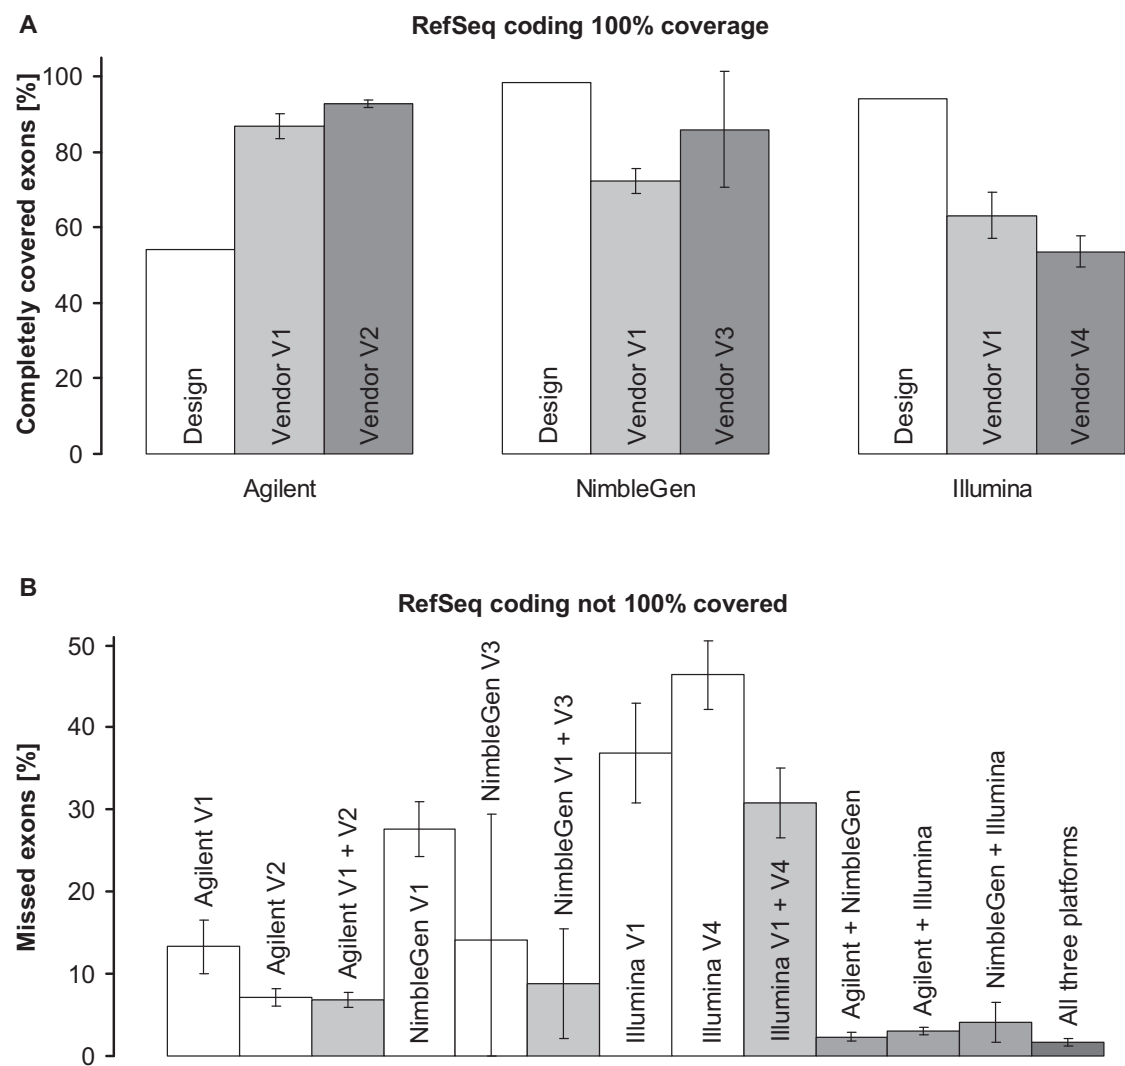 A
RefSeq coding 100% coverage
Completely covered exons [%]
100
80
60
40
20
0
Design
Vendor V1
Vendor V2
Design
Vendor V1
Vendor V3
Design
Vendor V1
Vendor V4
Agilent
NimbleGen
Illumina
B
RefSeq coding not 100% covered
Missed exons [%]
50
40
30
20
10
0
Agilent V1
Agilent V2
Agilent V1 + V2
NimbleGen V1
NimbleGen V3
NimbleGen V1 + V3
Illumina V1
Illumina V4
Illumina V1 + V4
Agilent + NimbleGen
Agilent + Illumina
NimbleGen + Illumina
All three platforms